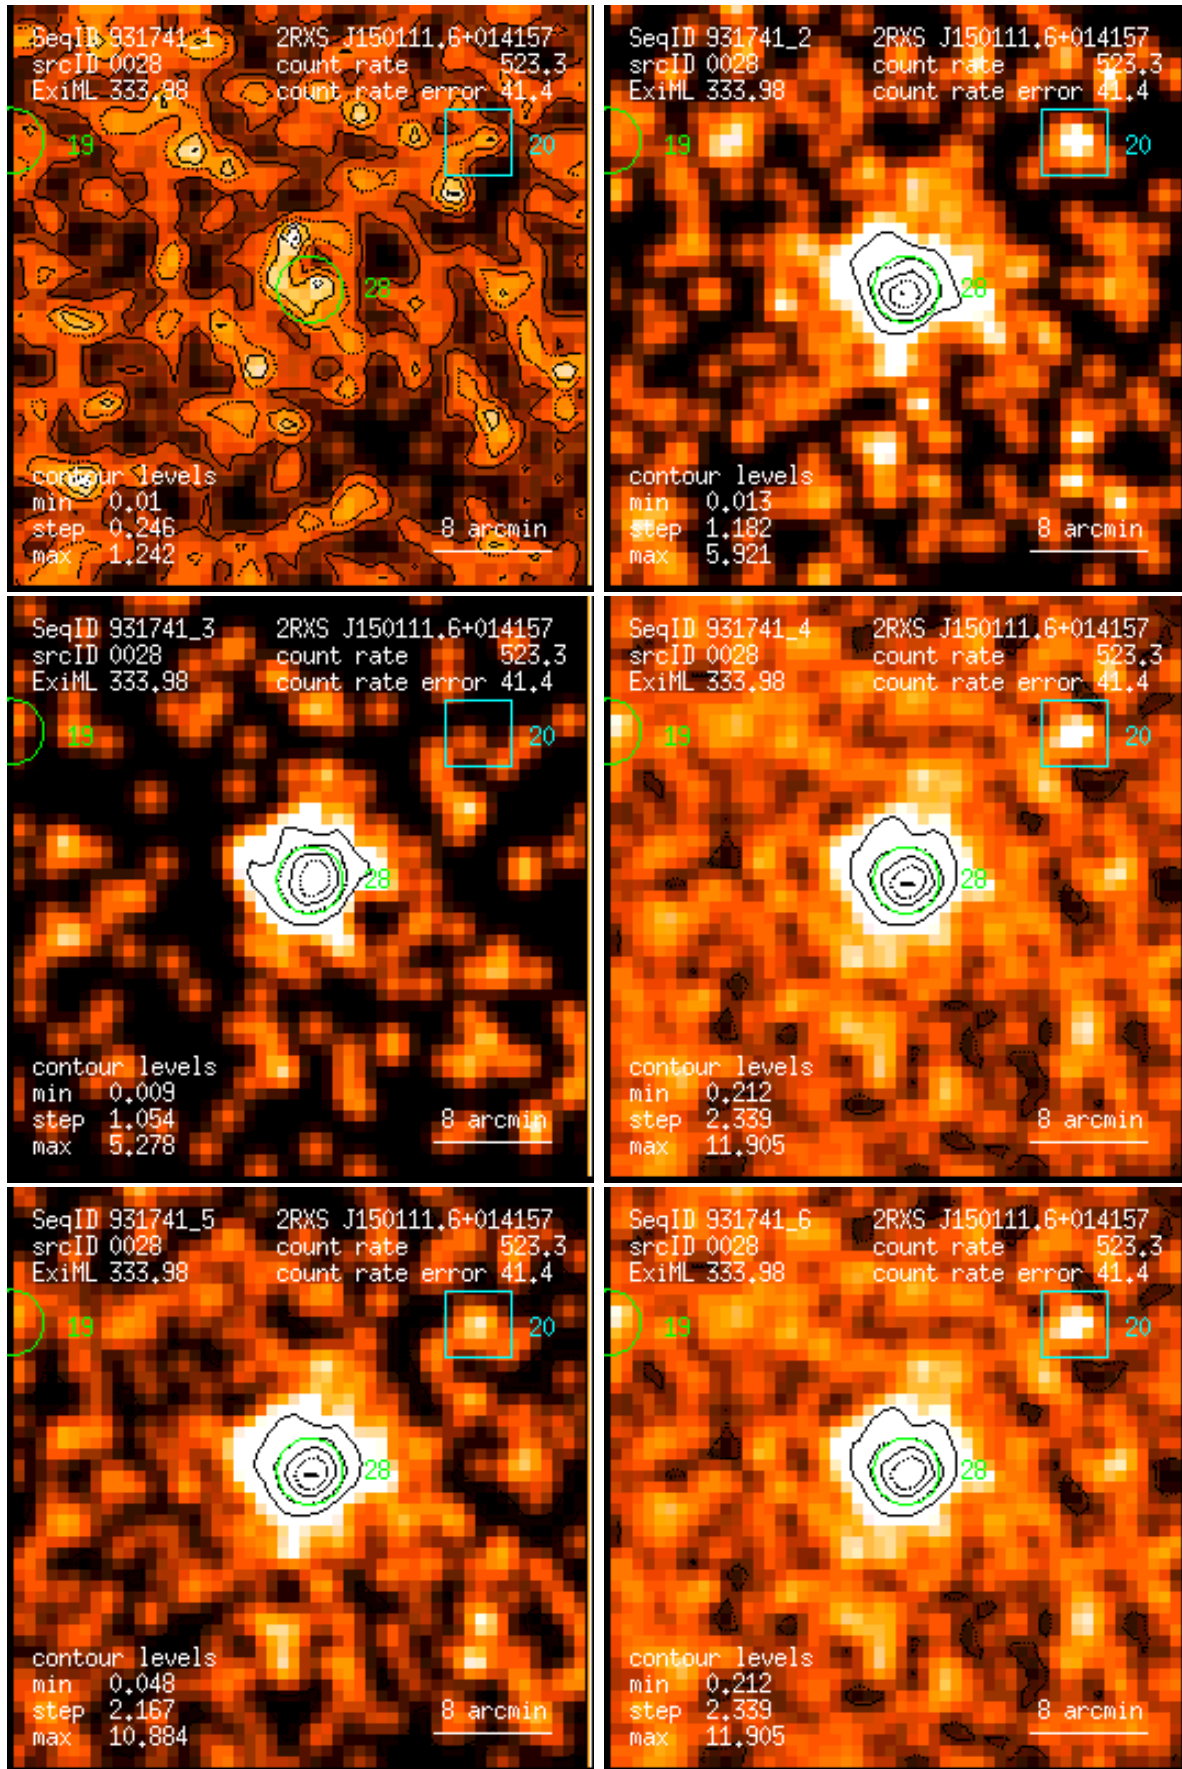 SeqID 931741_1 2RXS J150111.6+014157
srcID 0028 count rate 523.3
ExiML 333.98 count rate error 41.4
19 20
28
contour levels
min 0.01
step 0.246 8 arcmin
max 1.242
SeqID 931741_2 2RXS J150111.6+014157
srcID 0028 count rate 523.3
ExiML 333.98 count rate error 41.4
19 20
28
contour levels
min 0.013
step 1.182 8 arcmin
max 5.921
SeqID 931741_3 2RXS J150111.6+014157
srcID 0028 count rate 523.3
ExiML 333.98 count rate error 41.4
19 20
28
contour levels
min 0.009
step 1.054 8 arcmin
max 5.278
SeqID 931741_4 2RXS J150111.6+014157
srcID 0028 count rate 523.3
ExiML 333.98 count rate error 41.4
19 20
28
contour levels
min 0.212
step 2.339 8 arcmin
max 11.905
SeqID 931741_5 2RXS J150111.6+014157
srcID 0028 count rate 523.3
ExiML 333.98 count rate error 41.4
19 20
28
contour levels
min 0.048
step 2.167 8 arcmin
max 10.884
SeqID 931741_6 2RXS J150111.6+014157
srcID 0028 count rate 523.3
ExiML 333.98 count rate error 41.4
19 20
28
contour levels
min 0.212
step 2.339 8 arcmin
max 11.905